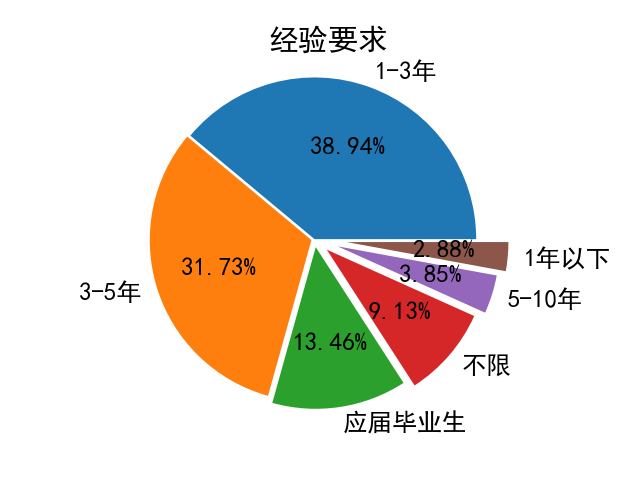 经验要求
1-3年
38.94%
31.73%
3-5年
13.46%
应届毕业生
9.13%
不限
3.85%
5-10年
2.88%
1年以下